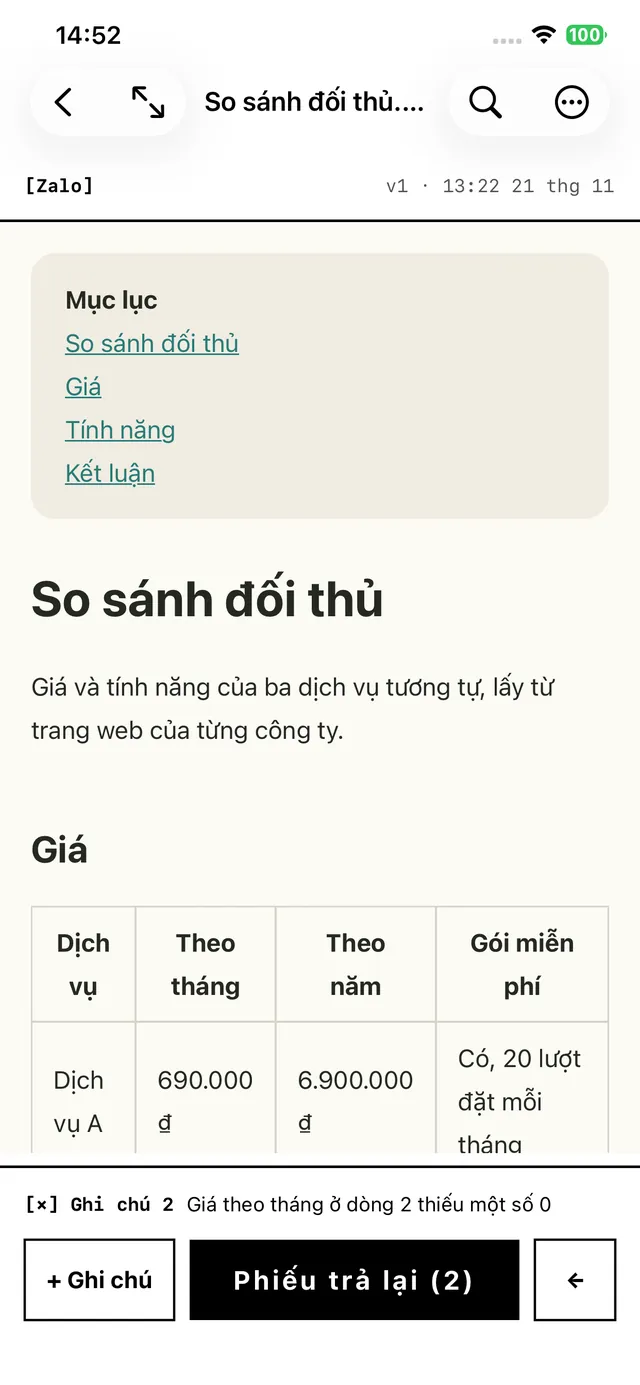 14:52
100
So sánh đối thủ....
[Zalo]
v1 · 13:22 21 thg 11
Mục lục
So sánh đối thủ
Giá
Tính năng
Kết luận
So sánh đối thủ
Giá và tính năng của ba dịch vụ tương tự, lấy từ
trang web của từng công ty.
Giá
Dịch vụ
Theo tháng
Theo năm
Gói miễn phí
Dịch vụ A
690.000 ₫
6.900.000 ₫
Có, 20 lượt
đặt mỗi
tháng
[×] Ghi chú 2 Giá theo tháng ở dòng 2 thiếu một số 0
+ Ghi chú
Phiếu trả lại (2)
←